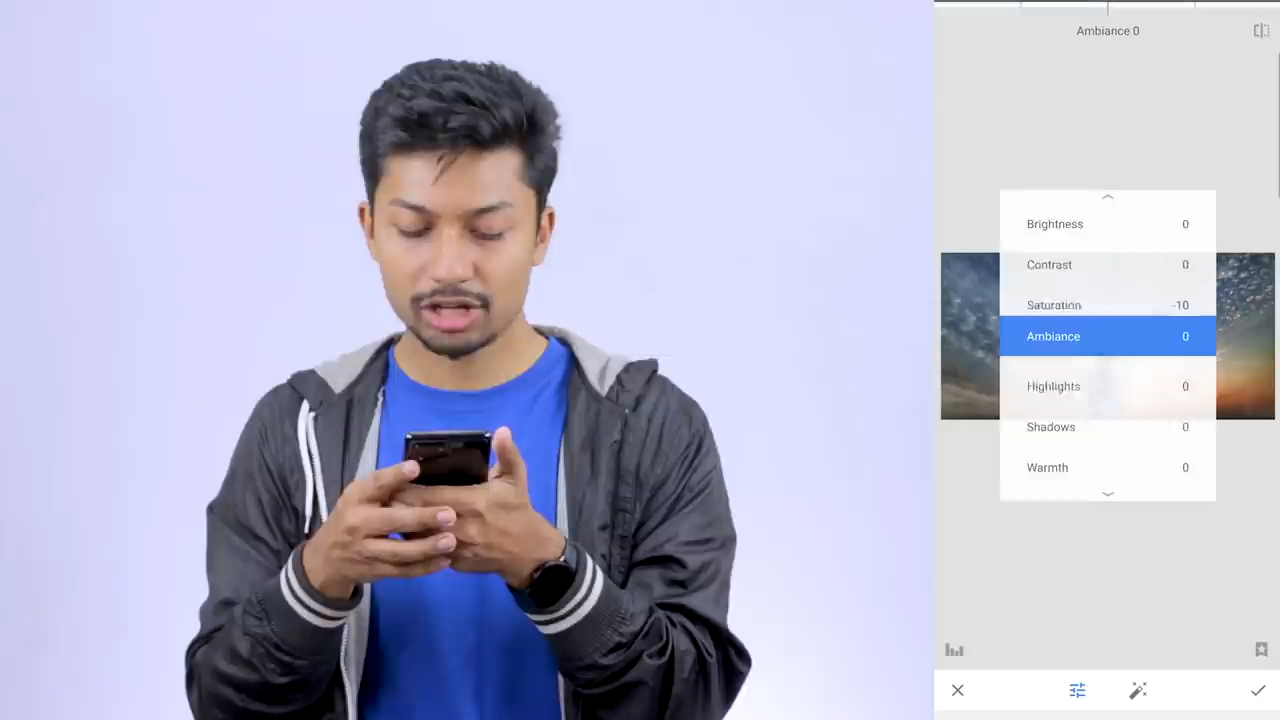 Ambiance 0
Brightness 0
Contrast 0
Saturation -10
Ambiance 0
Highlights 0
Shadows 0
Warmth 0